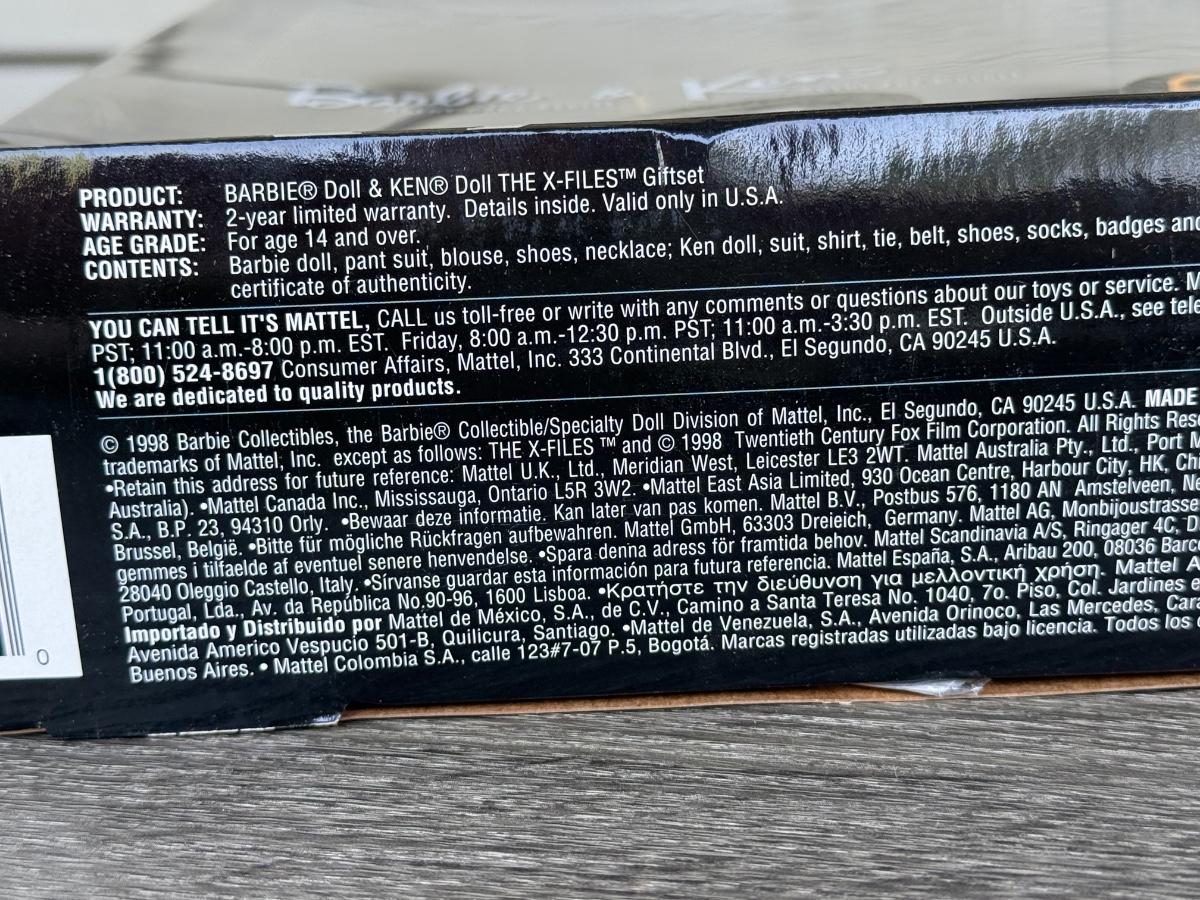 Barbie & Ken
PRODUCT: BARBIE® Doll & KEN® Doll THE X-FILES™ Giftset
WARRANTY: 2-year limited warranty. Details inside. Valid only in U.S.A.
AGE GRADE: For age 14 and over.
CONTENTS: Barbie doll, pant suit, blouse, shoes, necklace; Ken doll, suit, shirt, tie, belt, shoes, socks, badges and
certificate of authenticity.
YOU CAN TELL IT'S MATTEL, CALL us toll-free or write with any comments or questions about our toys or service. M
PST; 11:00 a.m.-8:00 p.m. EST. Friday, 8:00 a.m.-12:30 p.m. PST; 11:00 a.m.-3:30 p.m. EST. Outside U.S.A., see tele
1(800) 524-8697 Consumer Affairs, Mattel, Inc. 333 Continental Blvd., El Segundo, CA 90245 U.S.A.
We are dedicated to quality products.
© 1998 Barbie Collectibles, the Barbie® Collectible/Specialty Doll Division of Mattel, Inc., El Segundo, CA 90245 U.S.A. MADE
trademarks of Mattel, Inc. except as follows: THE X-FILES ™ and © 1998 Twentieth Century Fox Film Corporation. All Rights Res
•Retain this address for future reference: Mattel U.K., Ltd., Meridian West, Leicester LE3 2WT. Mattel Australia Pty., Ltd., Port M
Australia). •Mattel Canada Inc., Mississauga, Ontario L5R 3W2. •Mattel East Asia Limited, 930 Ocean Centre, Harbour City, HK, Chi
S.A., B.P. 23, 94310 Orly. •Bewaar deze informatie. Kan later van pas komen. Mattel B.V., Postbus 576, 1180 AN Amstelveen, Ne
Brussel, België. •Bitte für mögliche Rückfragen aufbewahren. Mattel GmbH, 63303 Dreieich, Germany. Mattel AG, Monbijoustrasse
gemmes i tilfaelde af eventuel senere henvendelse. •Spara denna adress för framtida behov. Mattel Scandinavia A/S, Ringager 4C, D
28040 Oleggio Castello, Italy. •Sírvanse guardar esta información para futura referencia. Mattel España, S.A., Aribau 200, 08036 Barce
Portugal, Lda., Av. da República No.90-96, 1600 Lisboa. •Κρατήστε την διεύθυνση για μελλοντική χρήση. Mattel A
Importado y Distribuido por Mattel de México, S.A., de C.V., Camino a Santa Teresa No. 1040, 7o. Piso, Col. Jardines e
Avenida Americo Vespucio 501-B, Quilicura, Santiago. •Mattel de Venezuela, S.A., Avenida Orinoco, Las Mercedes, Car
Buenos Aires. • Mattel Colombia S.A., calle 123#7-07 P.5, Bogotá. Marcas registradas utilizadas bajo licencia. Todos los d
0